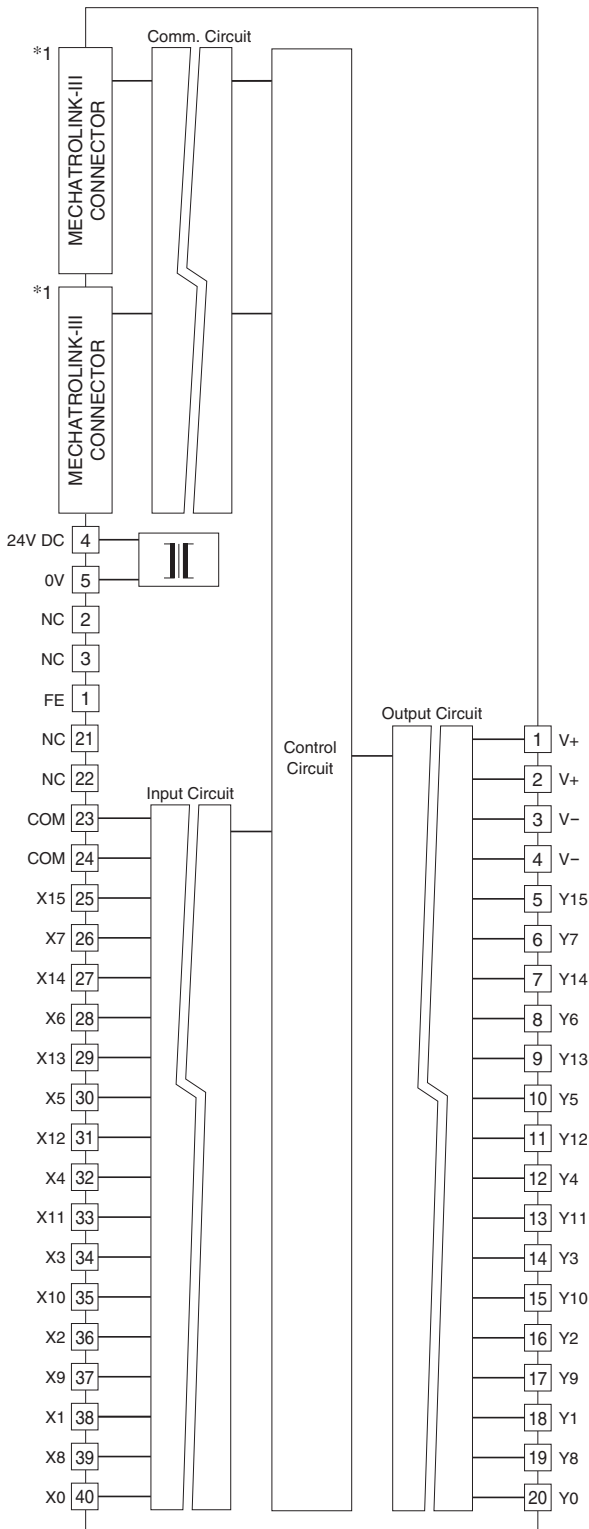 Comm. Circuit
*1
MECHATROLINK-III
CONNECTOR
*1
MECHATROLINK-III
CONNECTOR
24V DC 4
0V 5
NC 2
NC 3
FE 1
NC 21
NC 22
Input Circuit
COM 23
COM 24
X15 25
X7 26
X14 27
X6 28
X13 29
X5 30
X12 31
X4 32
X11 33
X3 34
X10 35
X2 36
X9 37
X1 38
X8 39
X0 40
Control
Circuit
Output Circuit
1 V+
2 V+
3 V−
4 V−
5 Y15
6 Y7
7 Y14
8 Y6
9 Y13
10 Y5
11 Y12
12 Y4
13 Y11
14 Y3
15 Y10
16 Y2
17 Y9
18 Y1
19 Y8
20 Y0